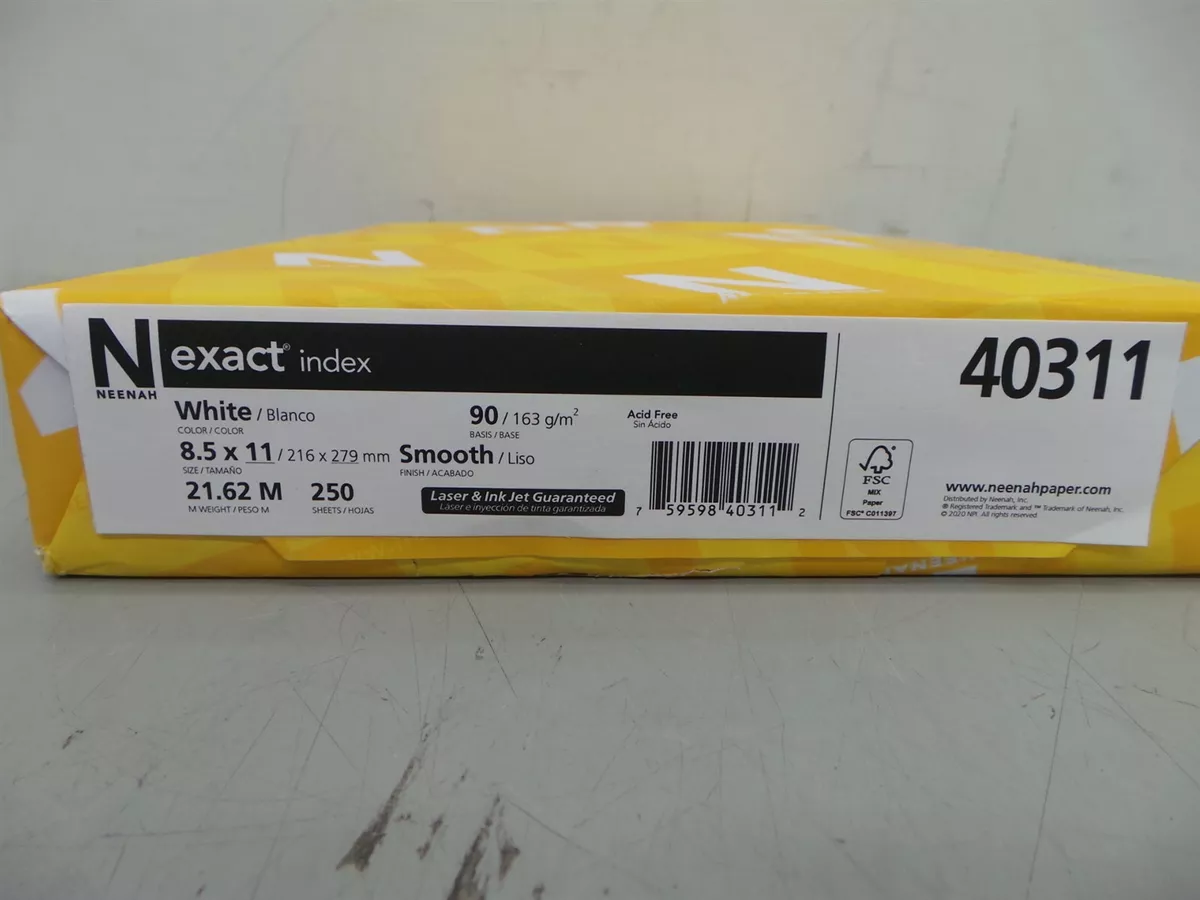 N
NEENAH
exact® index
40311
White / Blanco
COLOR / COLOR
90 / 163 g/m²
BASIS / BASE
Acid Free
Sin Ácido
8.5 x 11 / 216 x 279 mm
SIZE / TAMAÑO
Smooth / Liso
FINISH / ACABADO
21.62 M
M WEIGHT / PESO M
250
SHEETS / HOJAS
Laser & Ink Jet Guaranteed
Láser e inyección de tinta garantizada
7 59598 40311 2
FSC
MIX
Paper
FSC® C011397
www.neenahpaper.com
Distributed by Neenah, Inc.
® Registered Trademark and ™ Trademark of Neenah, Inc.
© 2020 NPI. All rights reserved.
NEENAH